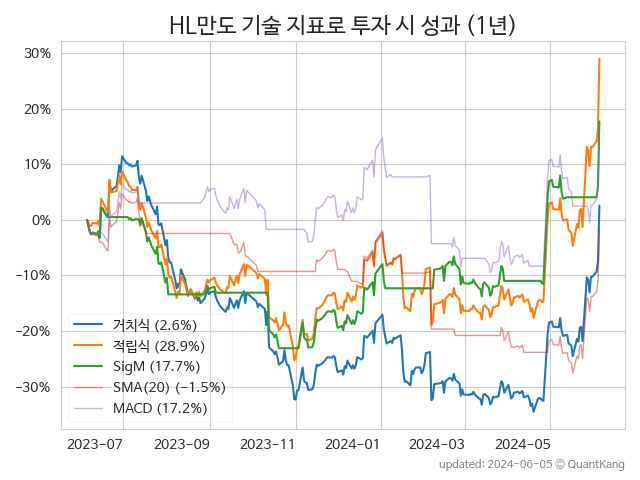 HL만도 기술 지표로 투자 시 성과 (1년)
30%
20%
10%
0%
−10%
−20%
−30%
거치식 (2.6%)
적립식 (28.9%)
SigM (17.7%)
SMA(20) (−1.5%)
MACD (17.2%)
2023−07 2023−09 2023−11 2024−01 2024−03 2024−05
updated: 2024−06−05 © QuantKang